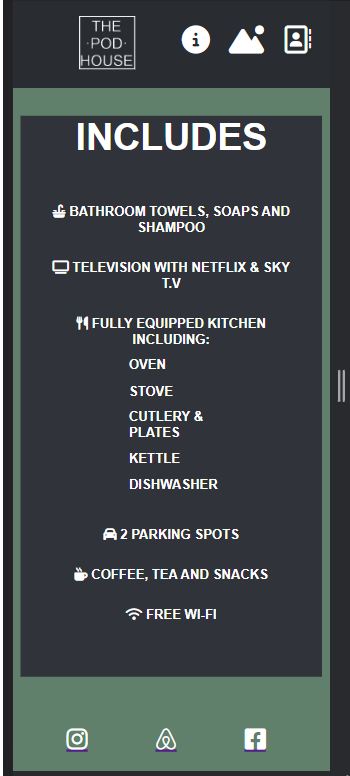 THE
·POD·
HOUSE
INCLUDES
BATHROOM TOWELS, SOAPS AND
SHAMPOO
TELEVISION WITH NETFLIX & SKY
T.V
FULLY EQUIPPED KITCHEN
INCLUDING:
OVEN
STOVE
CUTLERY &
PLATES
KETTLE
DISHWASHER
2 PARKING SPOTS
COFFEE, TEA AND SNACKS
FREE WI-FI